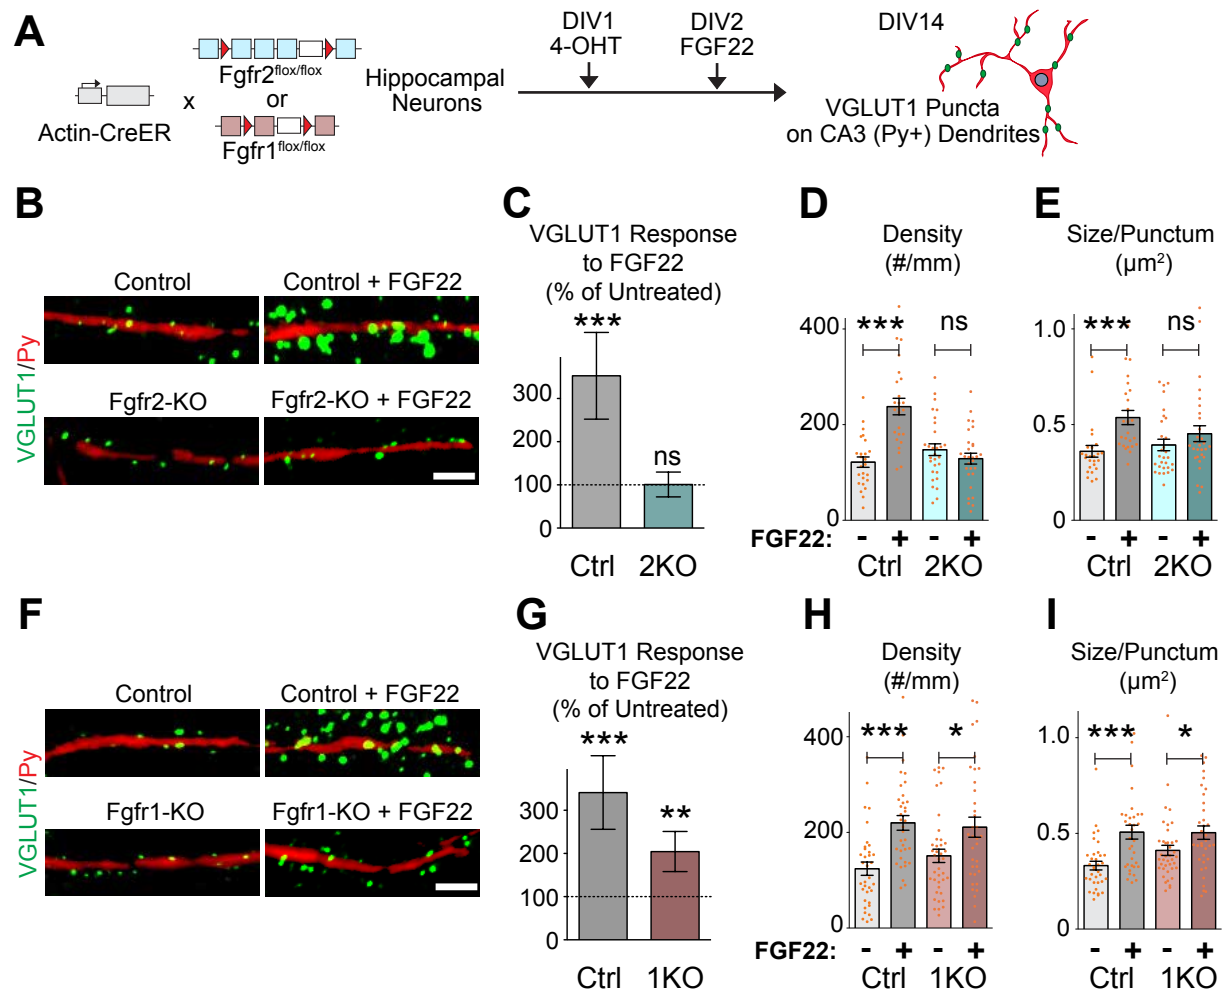 A
Actin-CreER
x
Fgfr2flox/flox
or
Fgfr1flox/flox
Hippocampal
Neurons
DIV1
4-OHT
DIV2
FGF22
DIV14
VGLUT1 Puncta
on CA3 (Py+) Dendrites
B
VGLUT1/Py
Control
Control + FGF22
Fgfr2-KO
Fgfr2-KO + FGF22
C
VGLUT1 Response
to FGF22
(% of Untreated)
***
ns
300
200
100
0
Ctrl
2KO
D
Density
(#/mm)
***
ns
400
200
0
FGF22:
- + - +
Ctrl
2KO
E
Size/Punctum
(µm²)
***
ns
1.0
0.5
0
- + - +
Ctrl
2KO
F
VGLUT1/Py
Control
Control + FGF22
Fgfr1-KO
Fgfr1-KO + FGF22
G
VGLUT1 Response
to FGF22
(% of Untreated)
***
**
300
200
100
0
Ctrl
1KO
H
Density
(#/mm)
***
*
400
200
0
FGF22:
- + - +
Ctrl
1KO
I
Size/Punctum
(µm²)
***
*
1.0
0.5
0
- + - +
Ctrl
1KO